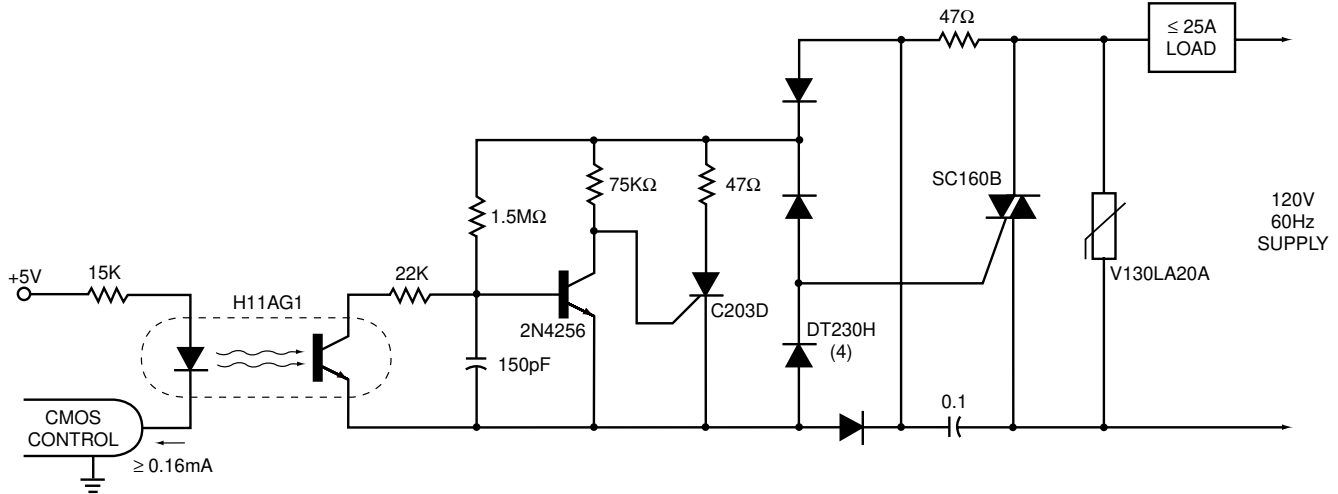 47Ω
≤ 25A
LOAD
75KΩ
47Ω
SC160B
1.5MΩ
120V
60Hz
SUPPLY
+5V
15K
22K
V130LA20A
H11AG1
C203D
2N4256
DT230H
(4)
150pF
0.1
CMOS
CONTROL
≥ 0.16mA